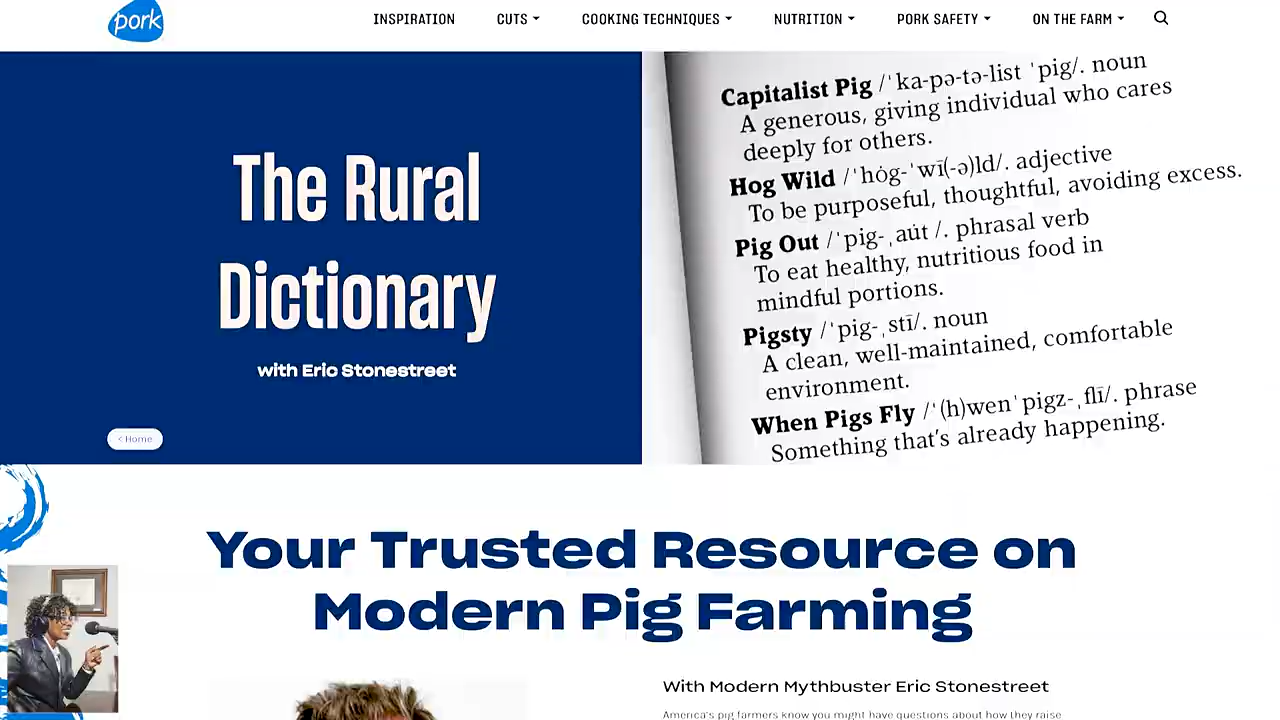 pork
INSPIRATION
CUTS
COOKING TECHNIQUES
NUTRITION
PORK SAFETY
ON THE FARM
The Rural
Dictionary
with Eric Stonestreet
< Home
Capitalist Pig /ˈka-pə-tə-list ˈpig/. noun
A generous, giving individual who cares
deeply for others.
Hog Wild /ˈhȯg-ˈwī(-ə)ld/. adjective
To be purposeful, thoughtful, avoiding excess.
Pig Out /ˈpig-ˌau̇t /. phrasal verb
To eat healthy, nutritious food in
mindful portions.
Pigsty /ˈpig-ˌstī/. noun
A clean, well-maintained, comfortable
environment.
When Pigs Fly /ˈ(h)wen ˈpigz-ˌflī/. phrase
Something that’s already happening.
Your Trusted Resource on
Modern Pig Farming
With Modern Mythbuster Eric Stonestreet
America's pig farmers know you might have questions about how they raise